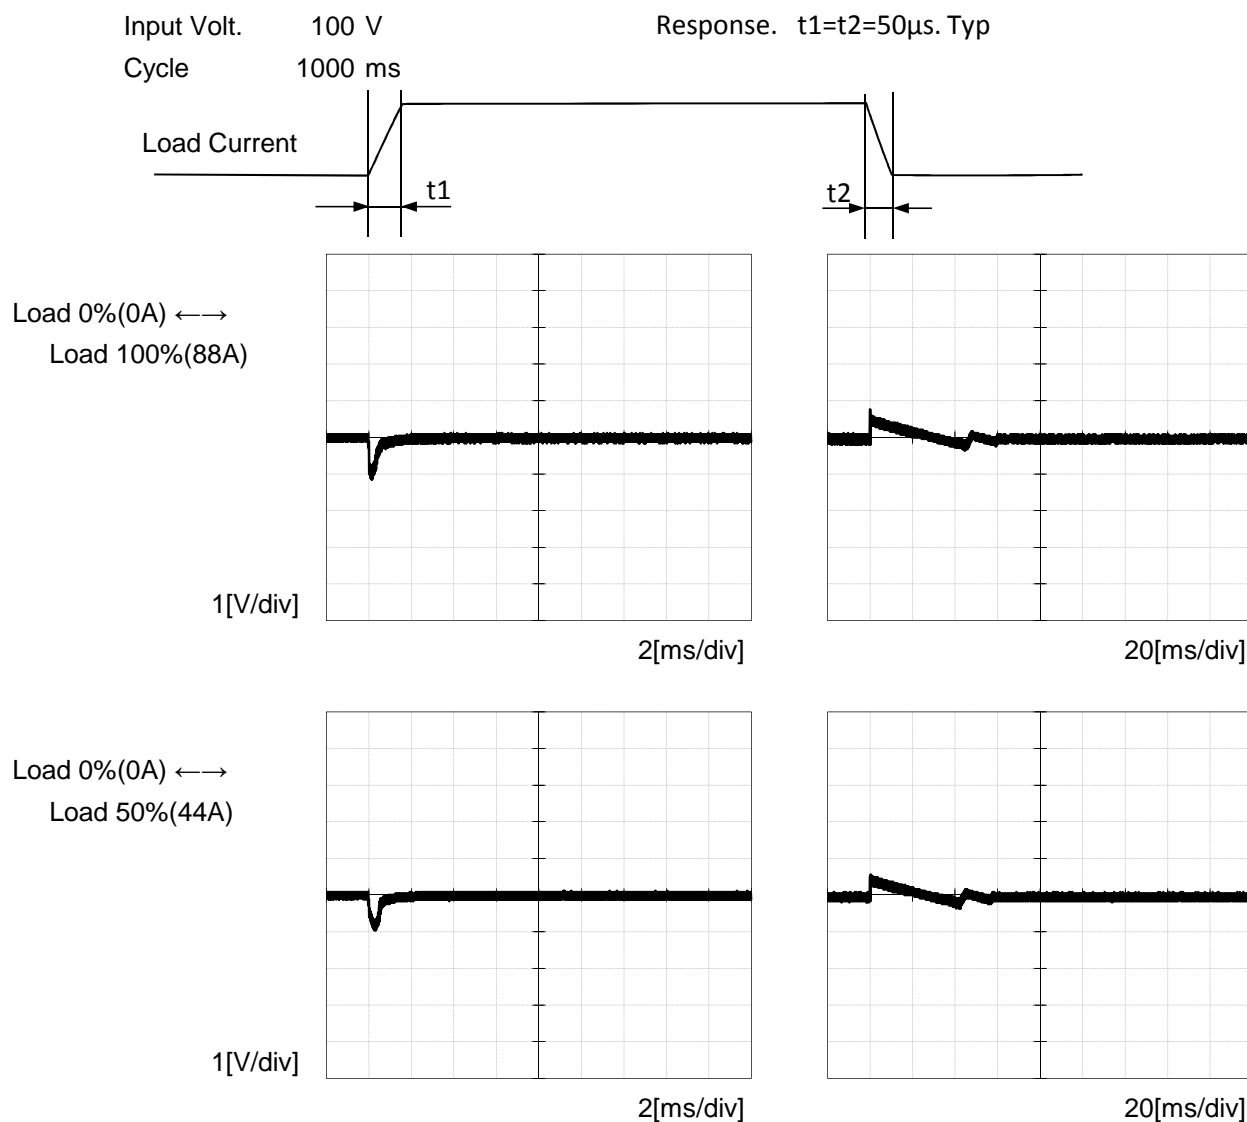 Input Volt. 100 V
Response. t1=t2=50µs. Typ
Cycle 1000 ms
Load Current
t1
t2
Load 0%(0A) ←→
Load 100%(88A)
1[V/div]
2[ms/div]
20[ms/div]
Load 0%(0A) ←→
Load 50%(44A)
1[V/div]
2[ms/div]
20[ms/div]